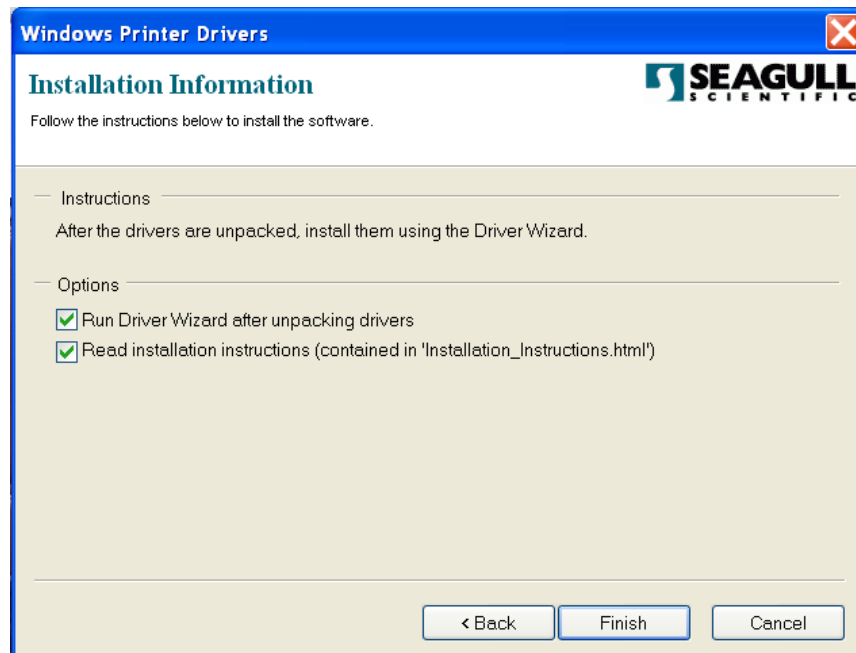 Windows Printer Drivers
Installation Information
SEAGULL
SCIENTIFIC
Follow the instructions below to install the software.
Instructions
After the drivers are unpacked, install them using the Driver Wizard.
Options
Run Driver Wizard after unpacking drivers
Read installation instructions (contained in 'Installation_Instructions.html')
< Back
Finish
Cancel